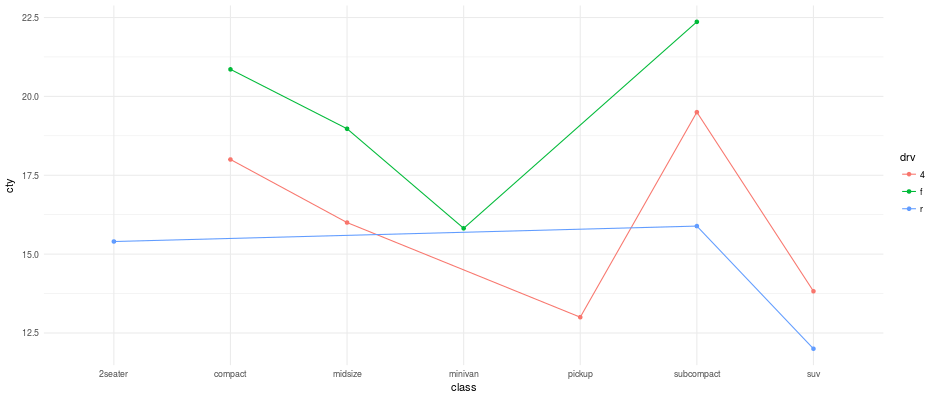 22.5
20.0
17.5
15.0
12.5
cty
2seater compact midsize minivan pickup subcompact suv
class
drv
4
f
r